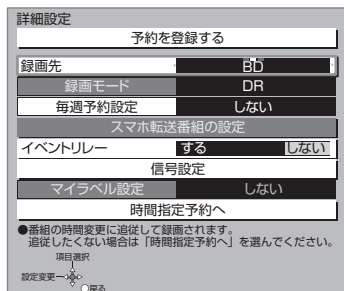 詳細設定
予約を登録する
録画先 BD
録画モード DR
毎週予約設定 しない
スマホ転送番組の設定
イベントリレー する しない
信号設定
マイラベル設定 しない
時間指定予約へ
●番組の時間変更に追従して録画されます。
追従したくない場合は「時間指定予約へ」を選んでください。
項目選択
設定変更
戻る